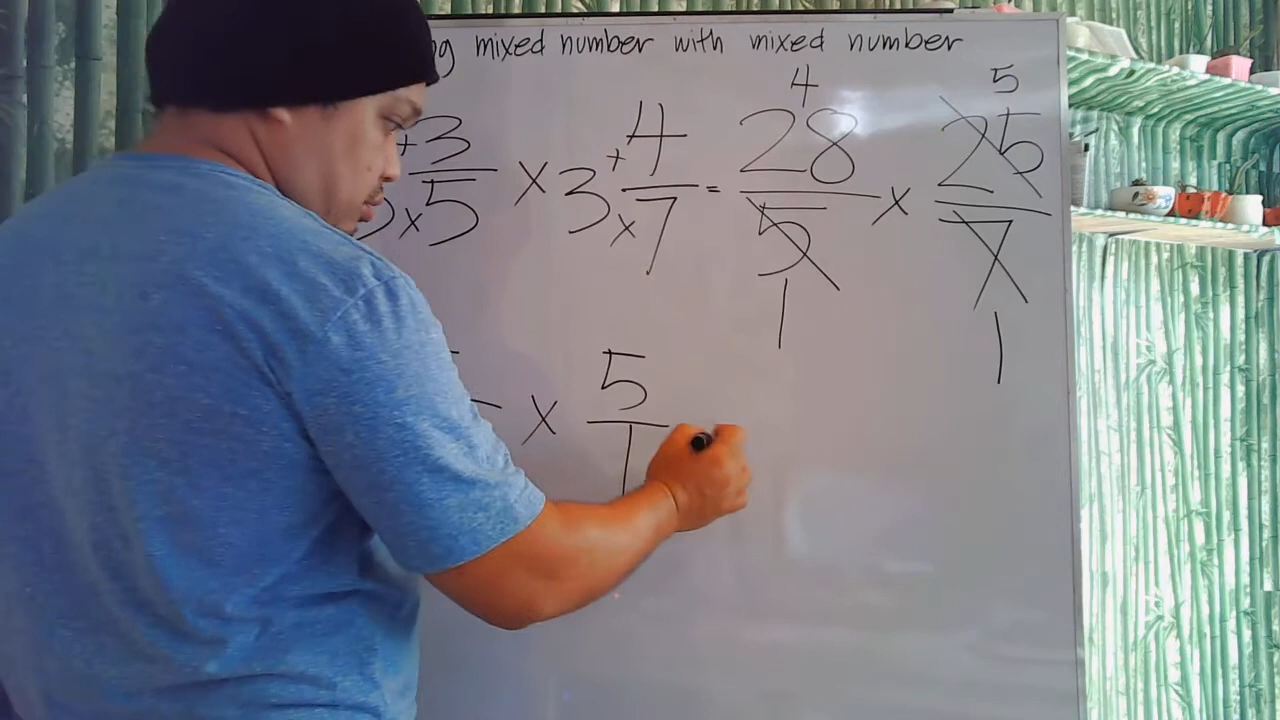 mixed number with mixed number
4 5
+ 3/5 × 3 + 4/7 = 28/5 × 25/7
× ×
1 1
× 5/1